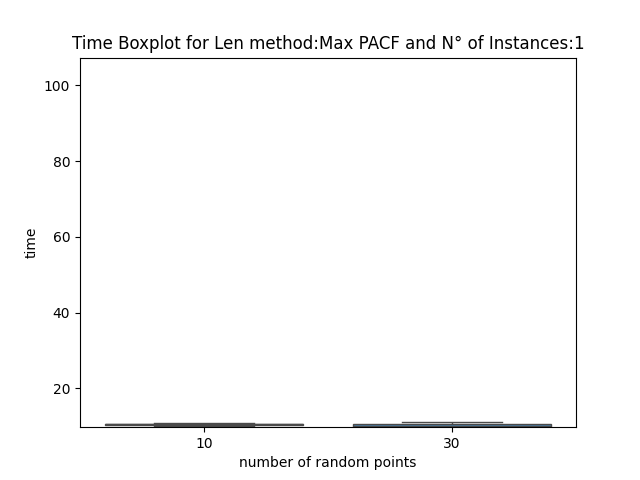 Time Boxplot for Len method:Max PACF and N° of Instances:1
100
80
60
40
20
time
10 30
number of random points